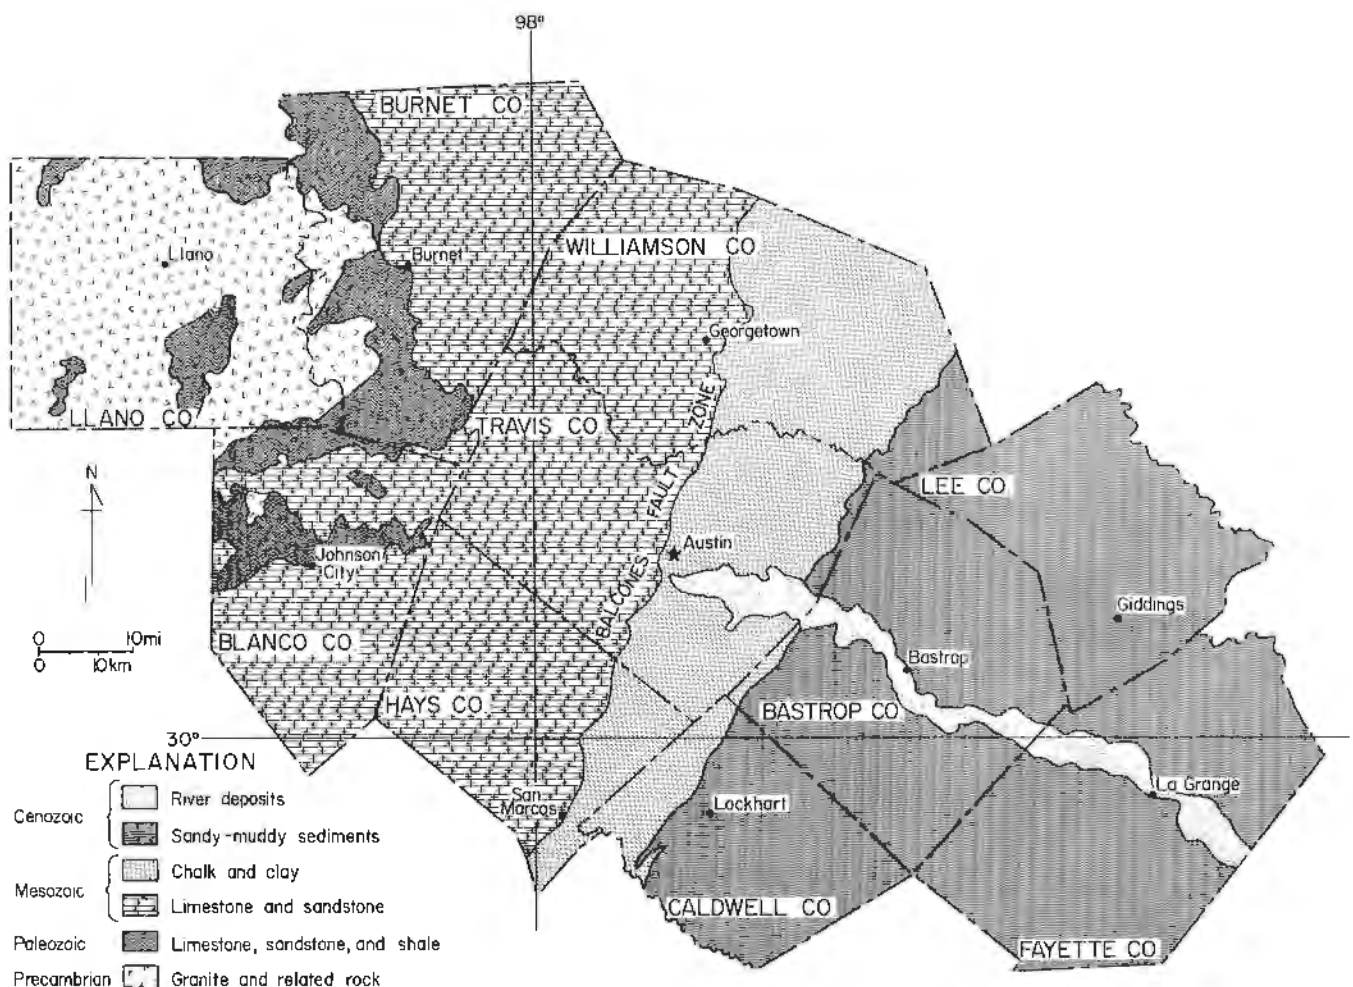 98°
BURNET CO
Llano
Burnet
WILLIAMSON CO
Georgetown
LLANO CO
TRAVIS CO
BALCONES FAULT ZONE
LEE CO
N
Austin
Johnson
City
Giddings
0 10mi
0 10km
BLANCO CO
Bastrop
HAYS CO
BASTROP CO
30°
EXPLANATION
La Grange
San
Marcos
Lockhart
CALDWELL CO
FAYETTE CO
Cenozoic
River deposits
Sandy-muddy sediments
Mesozoic
Chalk and clay
Limestone and sandstone
Paleozoic
Limestone, sandstone, and shale
Precambrian
Granite and related rock